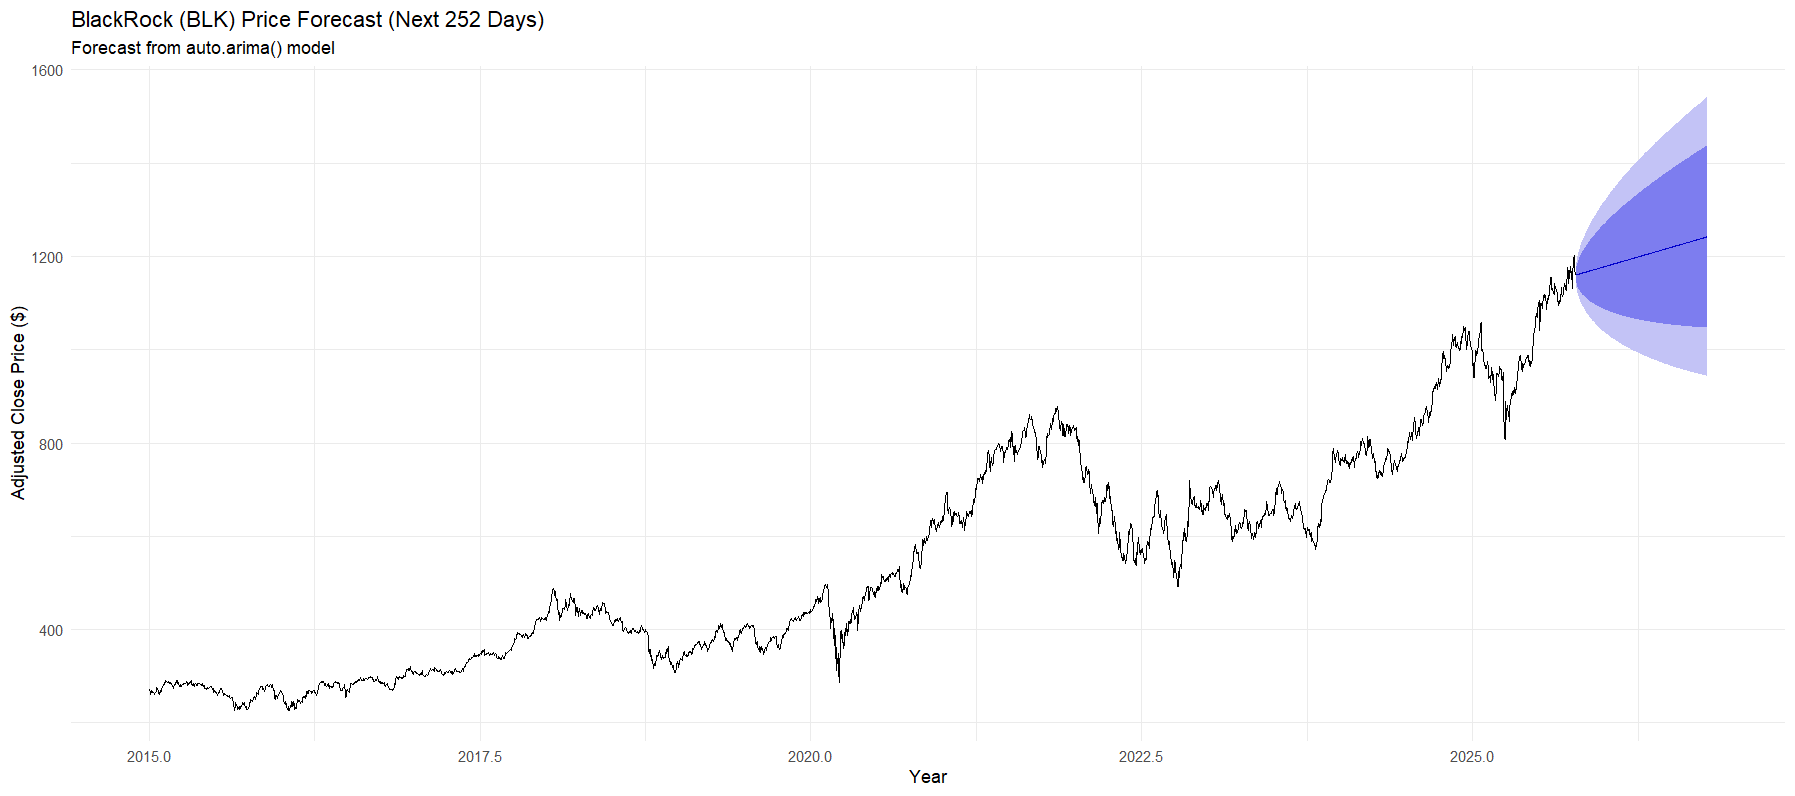 BlackRock (BLK) Price Forecast (Next 252 Days)
Forecast from auto.arima() model
1600
1200
800
400
Adjusted Close Price ($)
2015.0 2017.5 2020.0 2022.5 2025.0
Year